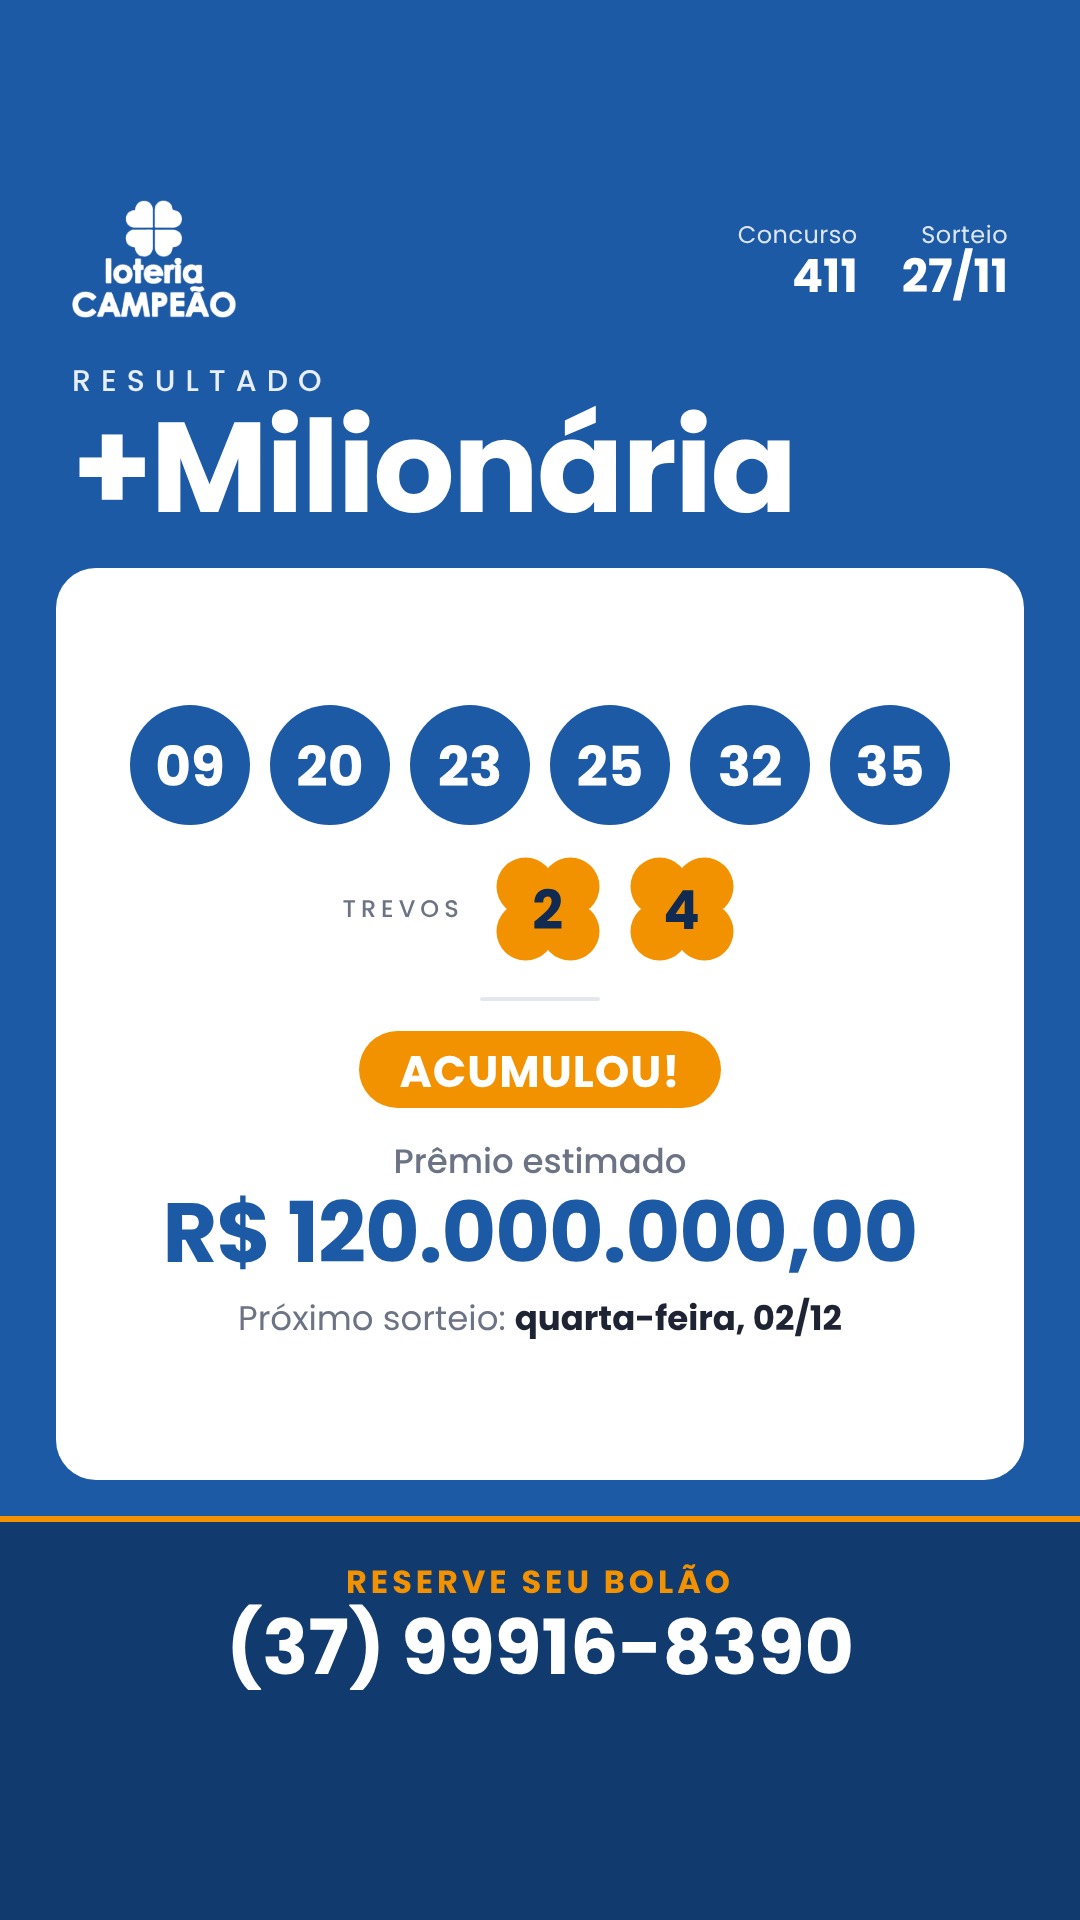 loteria
CAMPEÃO
Concurso
411
Sorteio
27/11
RESULTADO
+Milionária
09 20 23 25 32 35
TREVOS 2 4
ACUMULOU!
Prêmio estimado
R$ 120.000.000,00
Próximo sorteio: quarta-feira, 02/12
RESERVE SEU BOLÃO
(37) 99916-8390